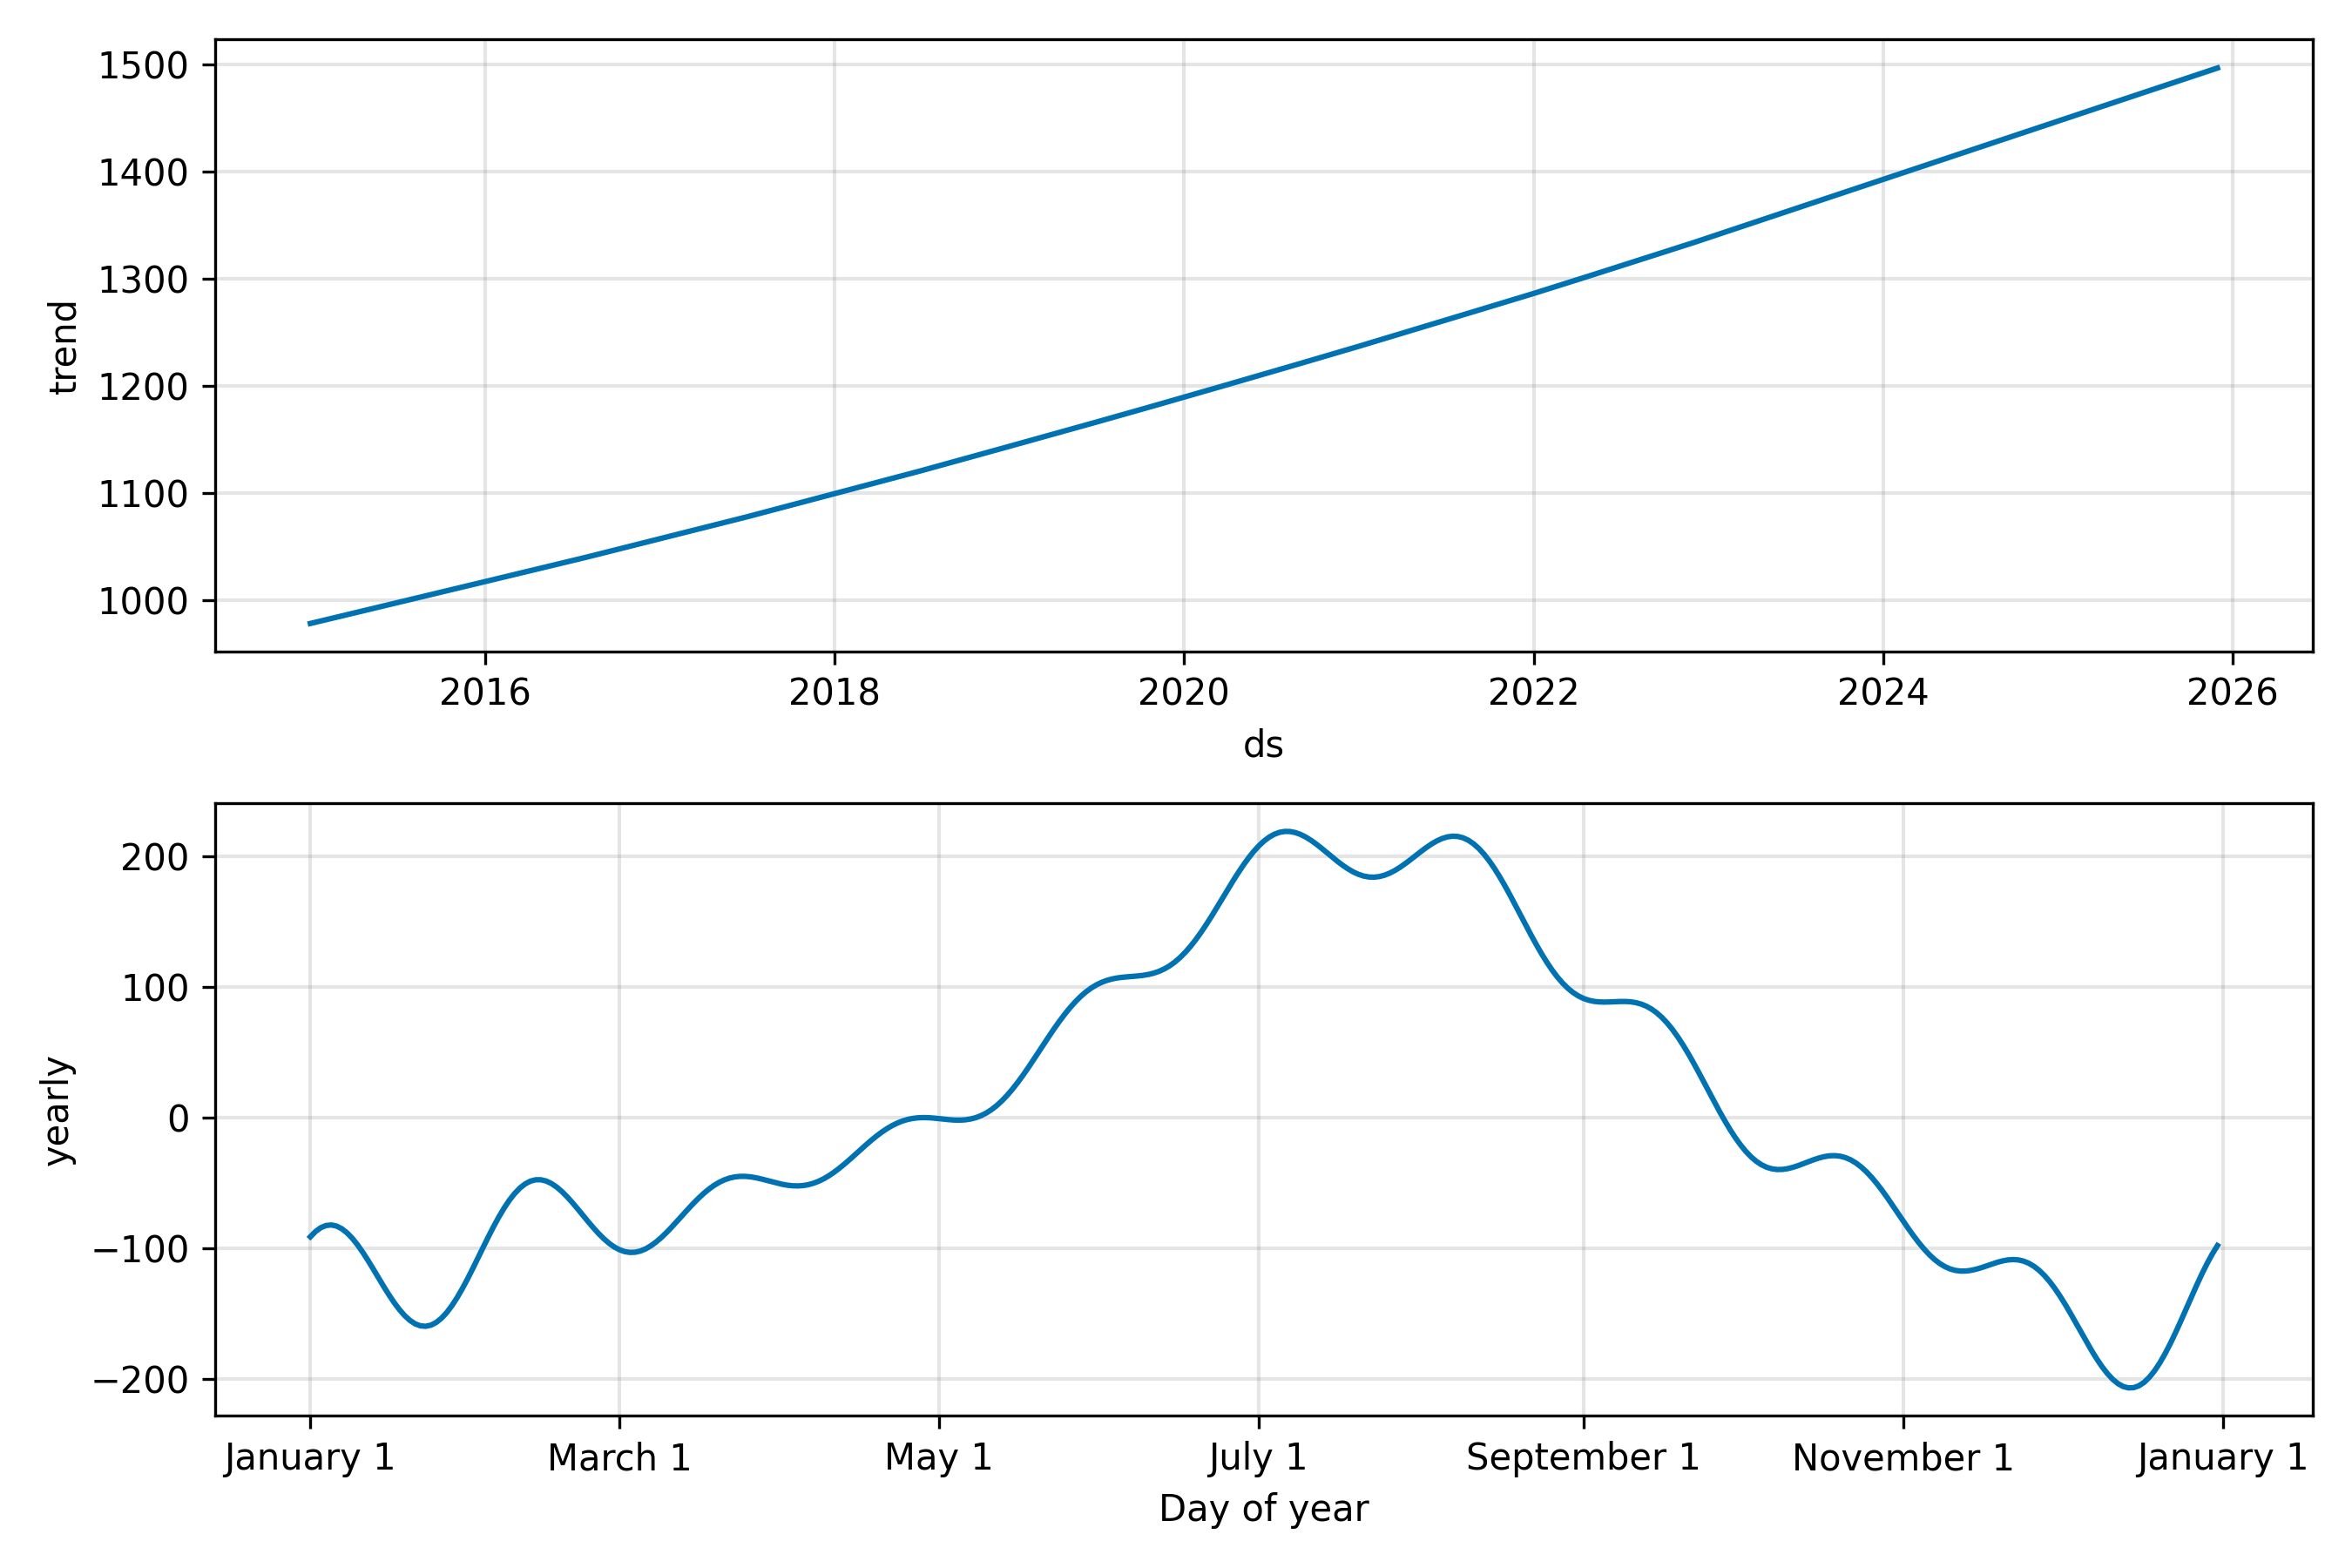 1500
1400
1300
1200
1100
1000
trend
2016 2018 2020 2022 2024 2026
ds
200
100
0
−100
−200
yearly
January 1 March 1 May 1 July 1 September 1 November 1 January 1
Day of year